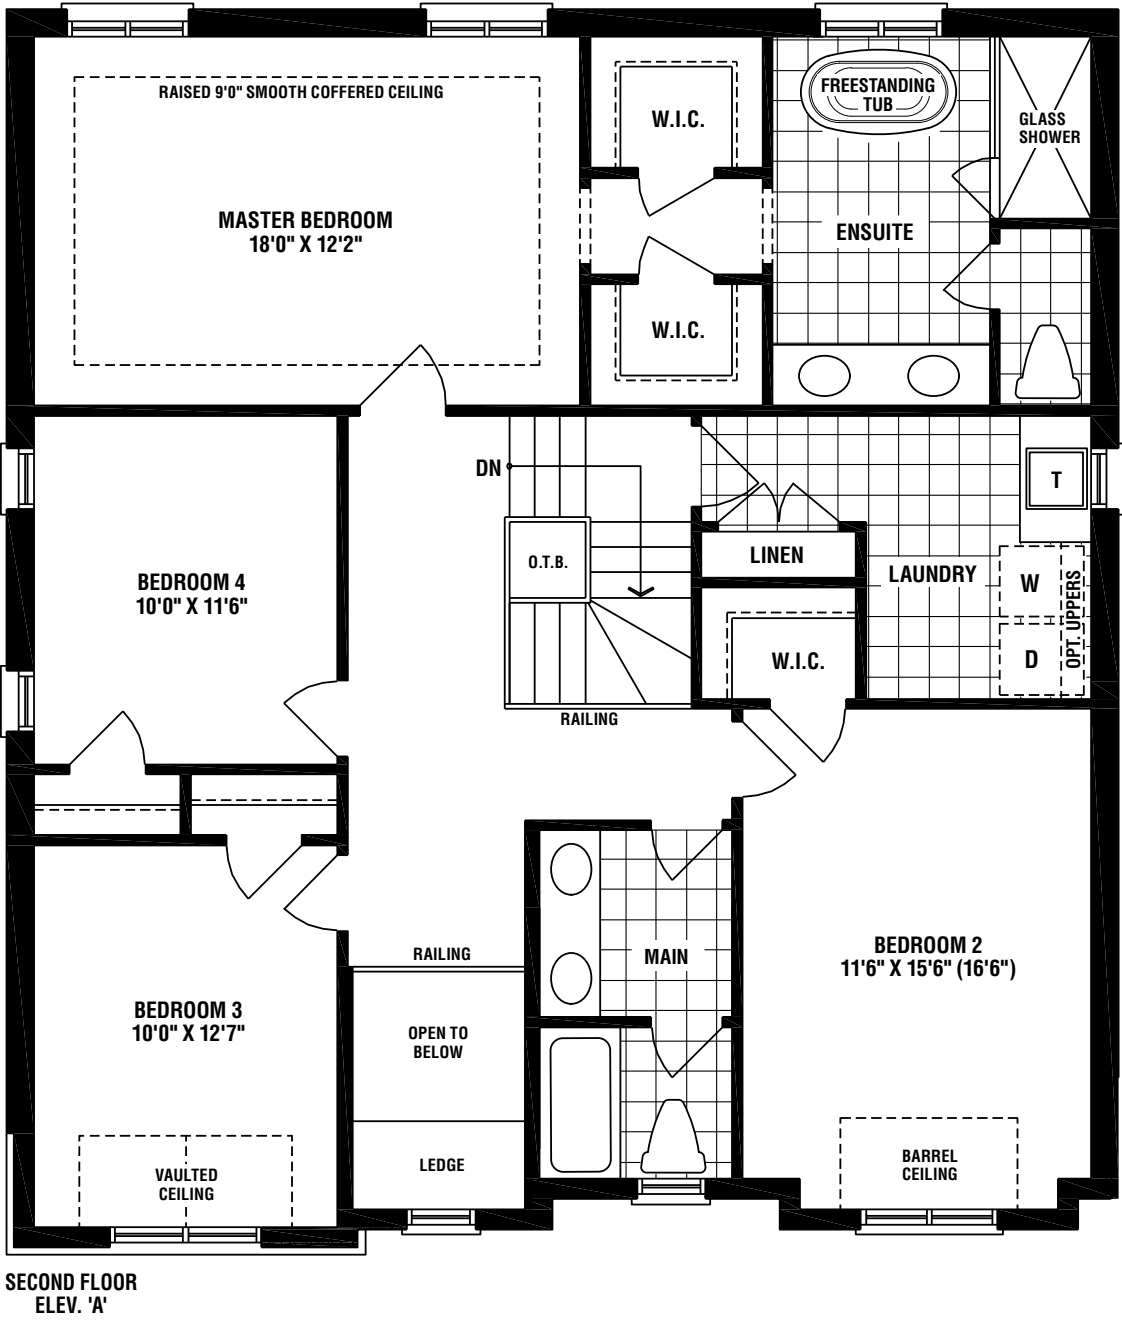 RAISED 9'0" SMOOTH COFFERED CEILING
MASTER BEDROOM
18'0" X 12'2"
W.I.C.
W.I.C.
FREESTANDING
TUB
GLASS
SHOWER
ENSUITE
DN
O.T.B.
RAILING
LINEN
LAUNDRY
T
W
D
OPT. UPPERS
W.I.C.
BEDROOM 4
10'0" X 11'6"
BEDROOM 3
10'0" X 12'7"
VAULTED
CEILING
RAILING
OPEN TO
BELOW
LEDGE
MAIN
BEDROOM 2
11'6" X 15'6" (16'6")
BARREL
CEILING
SECOND FLOOR
ELEV. 'A'